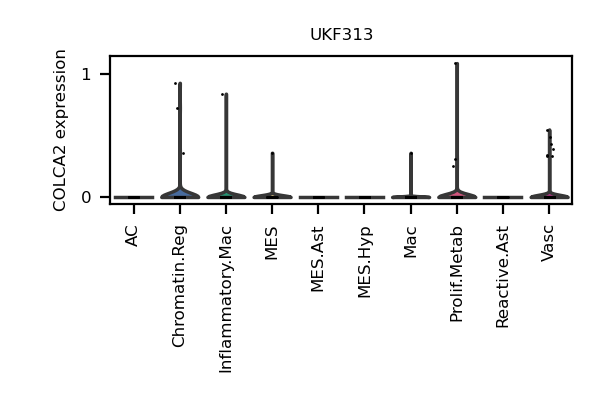 UKF313
COLCA2 expression
1
0
AC
Chromatin.Reg
Inflammatory.Mac
MES
MES.Ast
MES.Hyp
Mac
Prolif.Metab
Reactive.Ast
Vasc